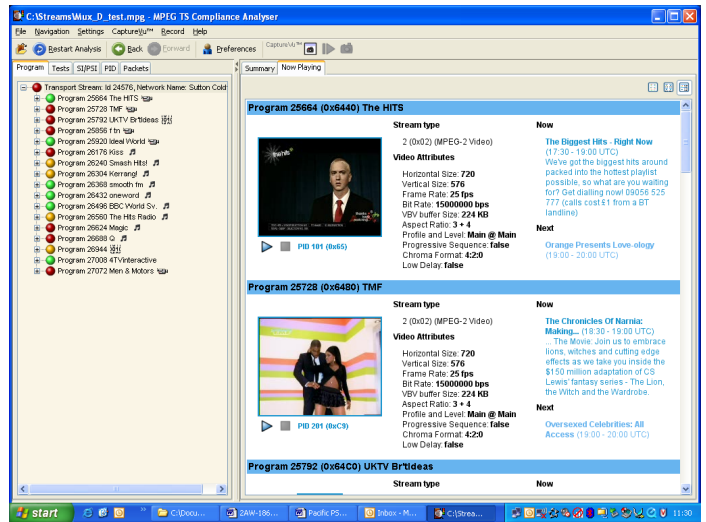 C:\Streams\Mux_D_test.mpg - MPEG TS Compliance Analyser
File Navigation Settings CaptureVu™ Record Help
Restart Analysis Back Forward Preferences CaptureVu™
Program Tests SI/PSI PID Packets
Transport Stream: Id 24576, Network Name: Sutton Cold
Program 25664 The HITS
Program 25728 TMF
Program 25792 UKTV Br'tIdeas
Program 25856 f tn
Program 25920 Ideal World
Program 26176 Kiss
Program 26240 Smash Hits!
Program 26304 Kerrang!
Program 26368 smooth fm
Program 26432 oneword
Program 26496 BBC World Sv.
Program 26560 The Hits Radio
Program 26624 Magic
Program 26688 Q
Program 26944
Program 27008 4TVinteractive
Program 27072 Men & Motors
Summary Now Playing
Program 25664 (0x6440) The HITS
Stream type
2 (0x02) (MPEG-2 Video)
Video Attributes
Horizontal Size: 720
Vertical Size: 576
Frame Rate: 25 fps
Bit Rate: 15000000 bps
VBV buffer Size: 224 KB
Aspect Ratio: 3 ÷ 4
Profile and Level: Main @ Main
Progressive Sequence: false
Chroma Format: 4:2:0
Low Delay: false
PID 101 (0x65)
Now
The Biggest Hits - Right Now
(17:30 - 19:00 UTC)
We've got the biggest hits around
packed into the hottest playlist
possible, so what are you waiting
for? Get dialling now! 09056 525
777 (calls cost £1 from a BT
landline)
Next
Orange Presents Love-ology
(19:00 - 20:00 UTC)
Program 25728 (0x6480) TMF
Stream type
2 (0x02) (MPEG-2 Video)
Video Attributes
Horizontal Size: 720
Vertical Size: 576
Frame Rate: 25 fps
Bit Rate: 15000000 bps
VBV buffer Size: 224 KB
Aspect Ratio: 3 ÷ 4
Profile and Level: Main @ Main
Progressive Sequence: false
Chroma Format: 4:2:0
Low Delay: false
PID 201 (0xC9)
Now
The Chronicles Of Narnia:
Making... (18:30 - 19:00 UTC)
... The Movie: Join us to embrace
lions, witches and cutting edge
effects as we take you inside the
$150 million adaptation of CS
Lewis' fantasy series - The Lion,
the Witch and the Wardrobe.
Next
Oversexed Celebrities: All
Access (19:00 - 20:00 UTC)
Program 25792 (0x64C0) UKTV Br'tIdeas
Stream type
Now
start C:\Docu... 2AW-186... Pacific PS... Inbox - M... C:\Strea... 11:30